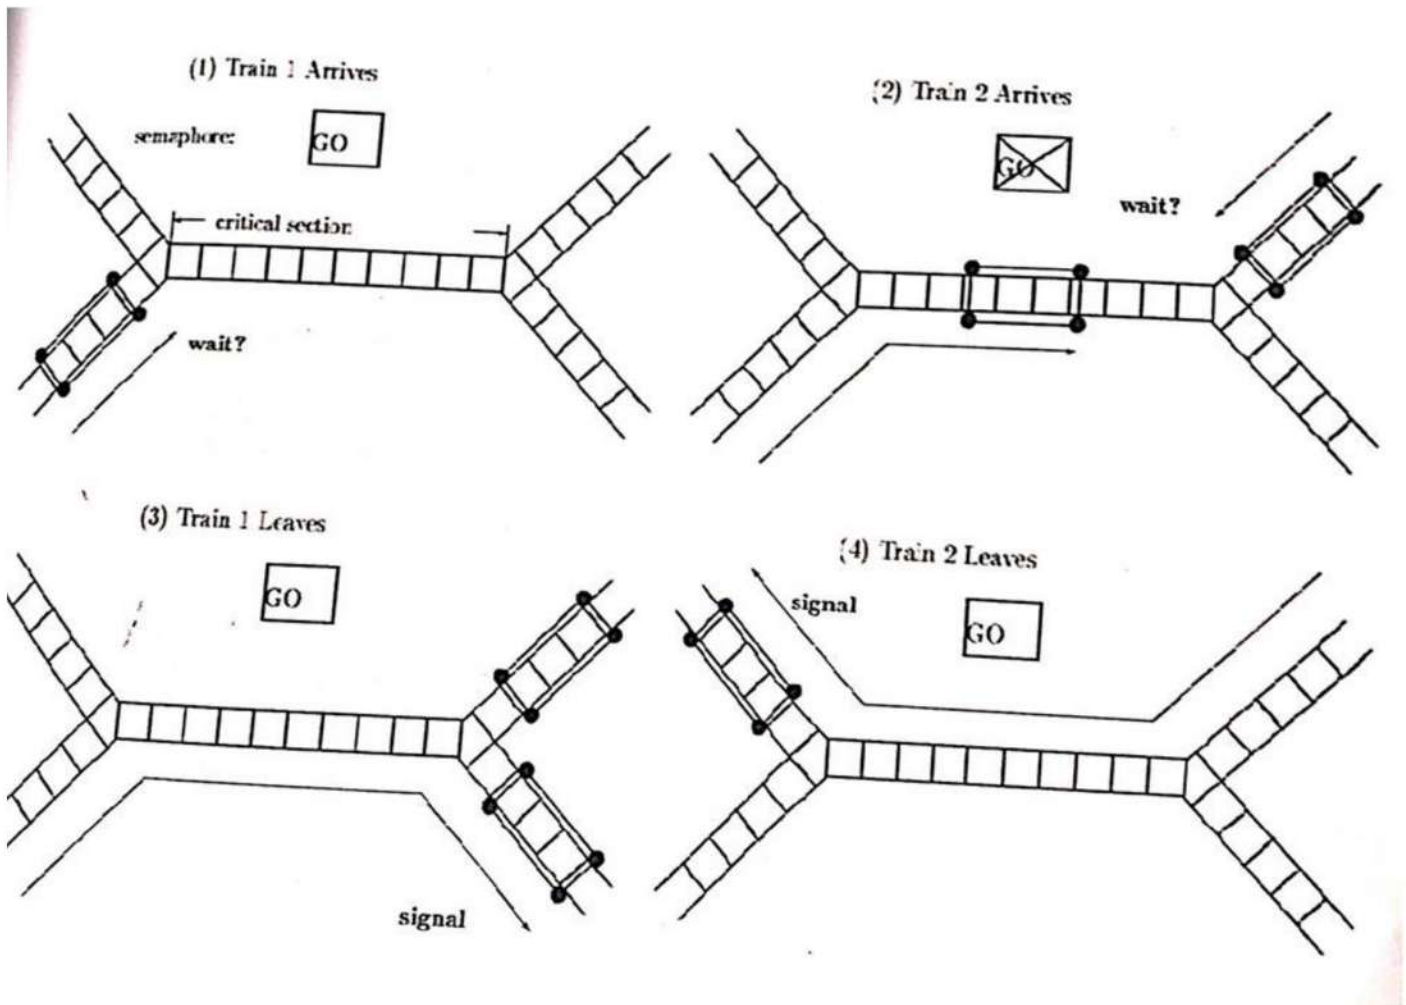 (1) Train 1 Arrives
semaphore:
GO
critical section
wait?
(2) Train 2 Arrives
GO
wait?
(3) Train 1 Leaves
GO
signal
(4) Train 2 Leaves
signal
GO